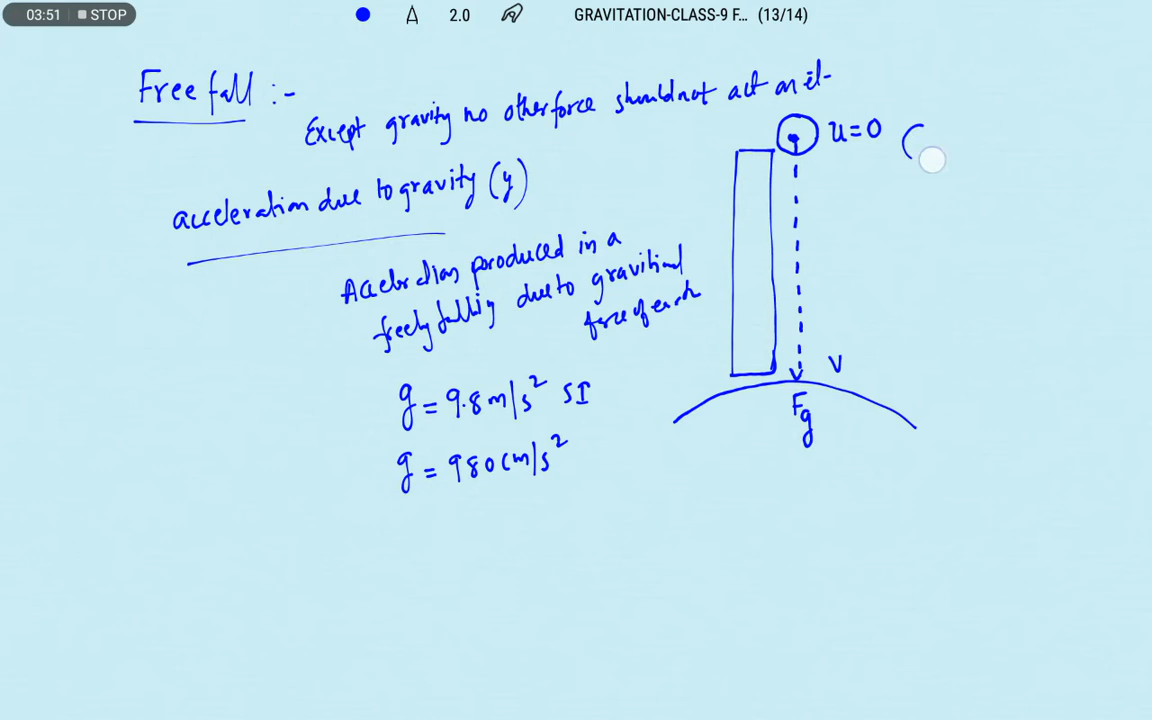 03:51 STOP
2.0
GRAVITATION-CLASS-9 F... (13/14)
Free fall :-
Except gravity no other force should not act on it-
u=0 (
acceleration due to gravity (g)
Acceleration produced in a
freely falling due to gravitional
force of earth
g = 9.8 m/s² SI
g = 980 cm/s²
V
Fg